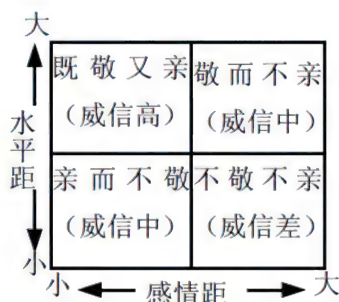 大
既敬又亲
（威信高）
敬而不亲
（威信中）
水平距
亲而不敬
（威信中）
不敬不亲
（威信差）
小
小
感情距
大